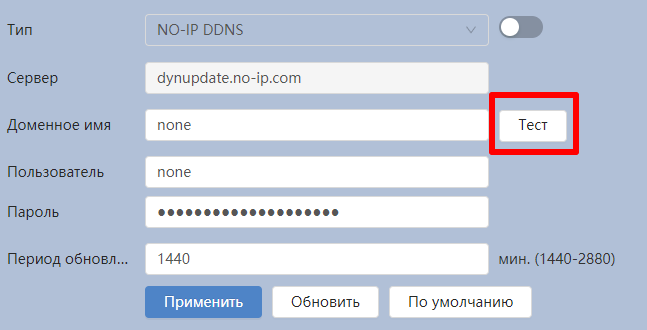 Тип NO-IP DDNS
Сервер dynupdate.no-ip.com
Доменное имя none Тест
Пользователь none
Пароль ●●●●●●●●●●●●●●●●●●●●
Период обновл... 1440 мин. (1440-2880)
Применить Обновить По умолчанию